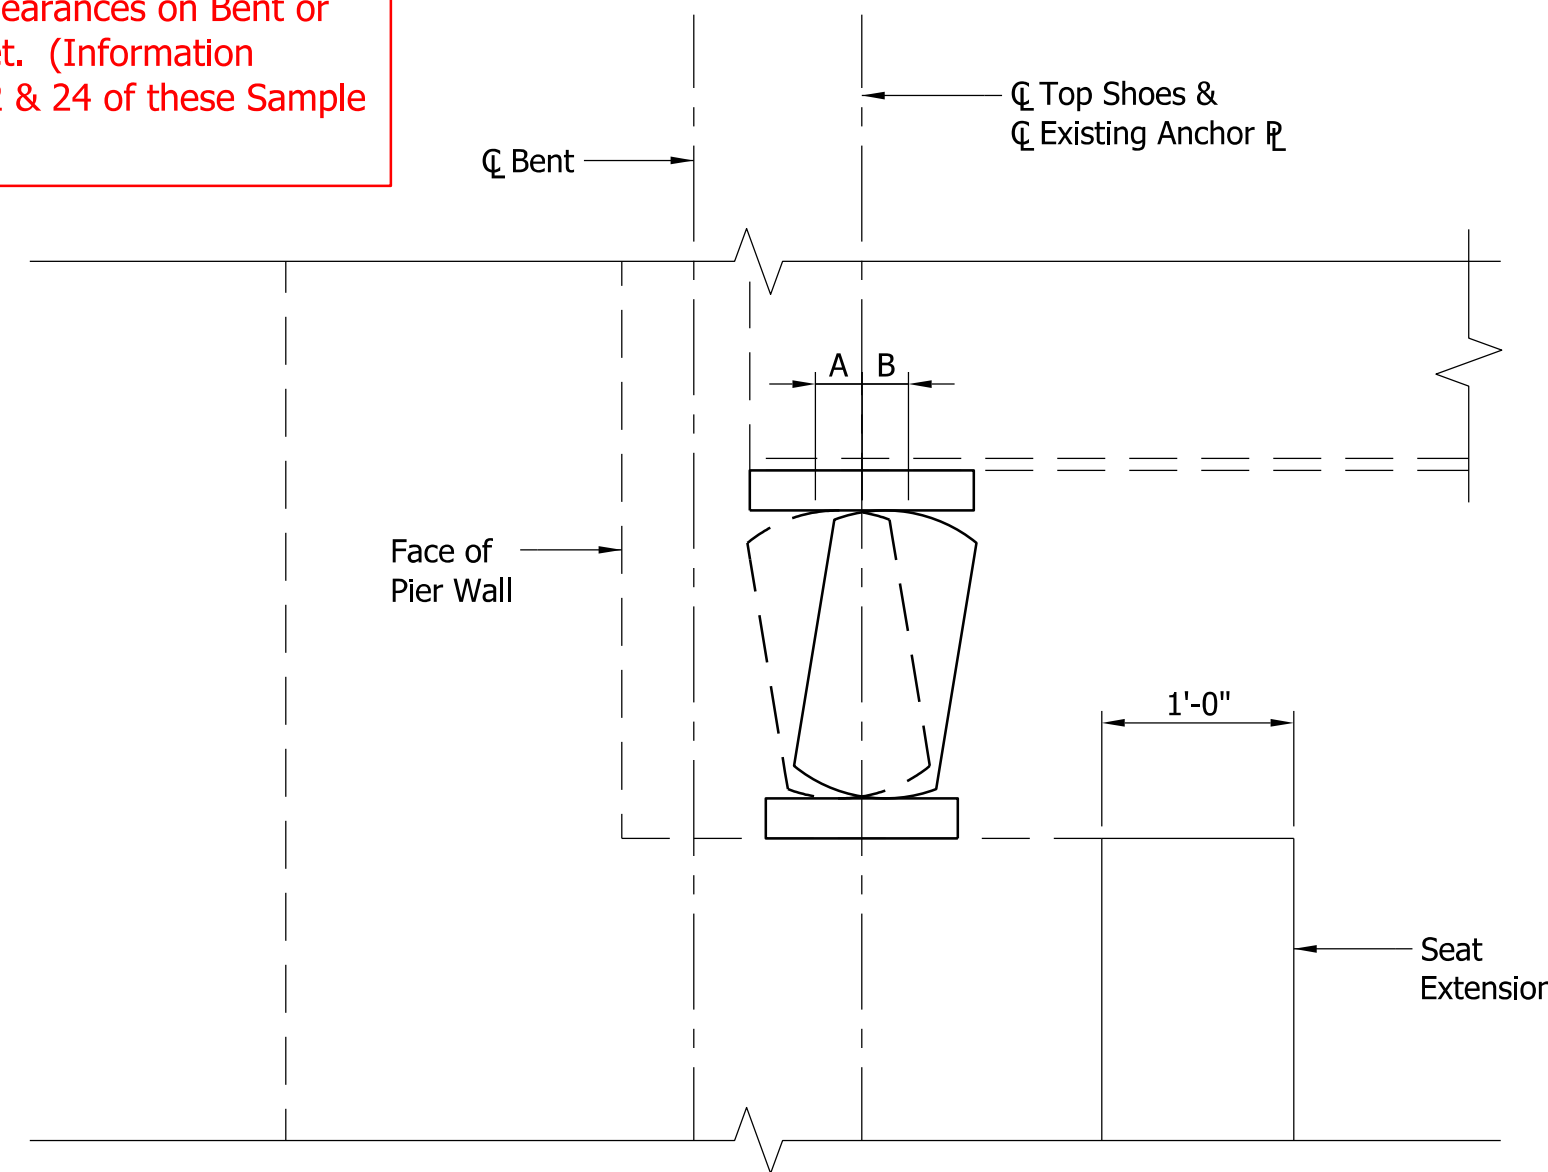 on Bent or
(Information
& 24 of these Sample
℄ Top Shoes &
℄ Existing Anchor ⅊
℄ Bent
A B
Face of
Pier Wall
1'-0"
Seat
Extension